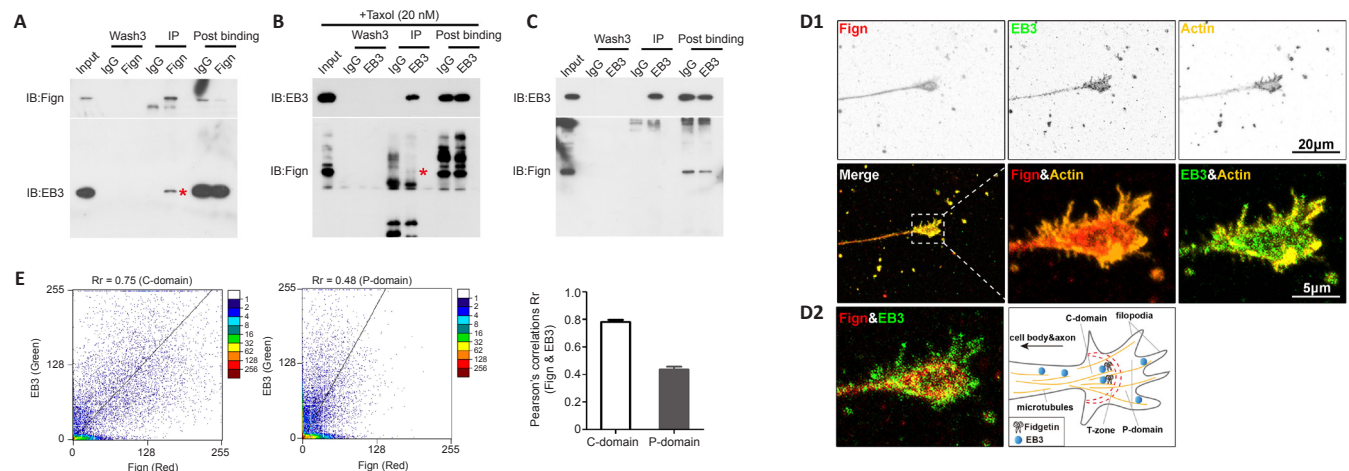 A
Wash3
IP
Post binding
Input
IgG
Fign
IgG
Fign
IgG
Fign
IB:Fign
IB:EB3
*
B
+Taxol (20 nM)
Wash3
IP
Post binding
Input
IgG
EB3
IgG
EB3
IgG
EB3
IB:EB3
IB:Fign
*
C
Wash3
IP
Post binding
Input
IgG
EB3
IgG
EB3
IgG
EB3
IB:EB3
IB:Fign
D1
Fign
EB3
Actin
20μm
Merge
Fign&Actin
EB3&Actin
5μm
D2
Fign&EB3
C-domain
filopodia
cell body&axon
microtubules
T-zone
P-domain
Fidgetin
EB3
E
Rr = 0.75 (C-domain)
255
128
0
EB3 (Green)
0
128
255
Fign (Red)
1
2
4
8
16
32
62
128
256
Rr = 0.48 (P-domain)
255
128
0
EB3 (Green)
0
128
255
Fign (Red)
1
2
4
8
16
32
62
128
256
Pearson's correlations Rr
(Fign & EB3)
1.0
0.8
0.6
0.4
0.2
0.0
C-domain
P-domain